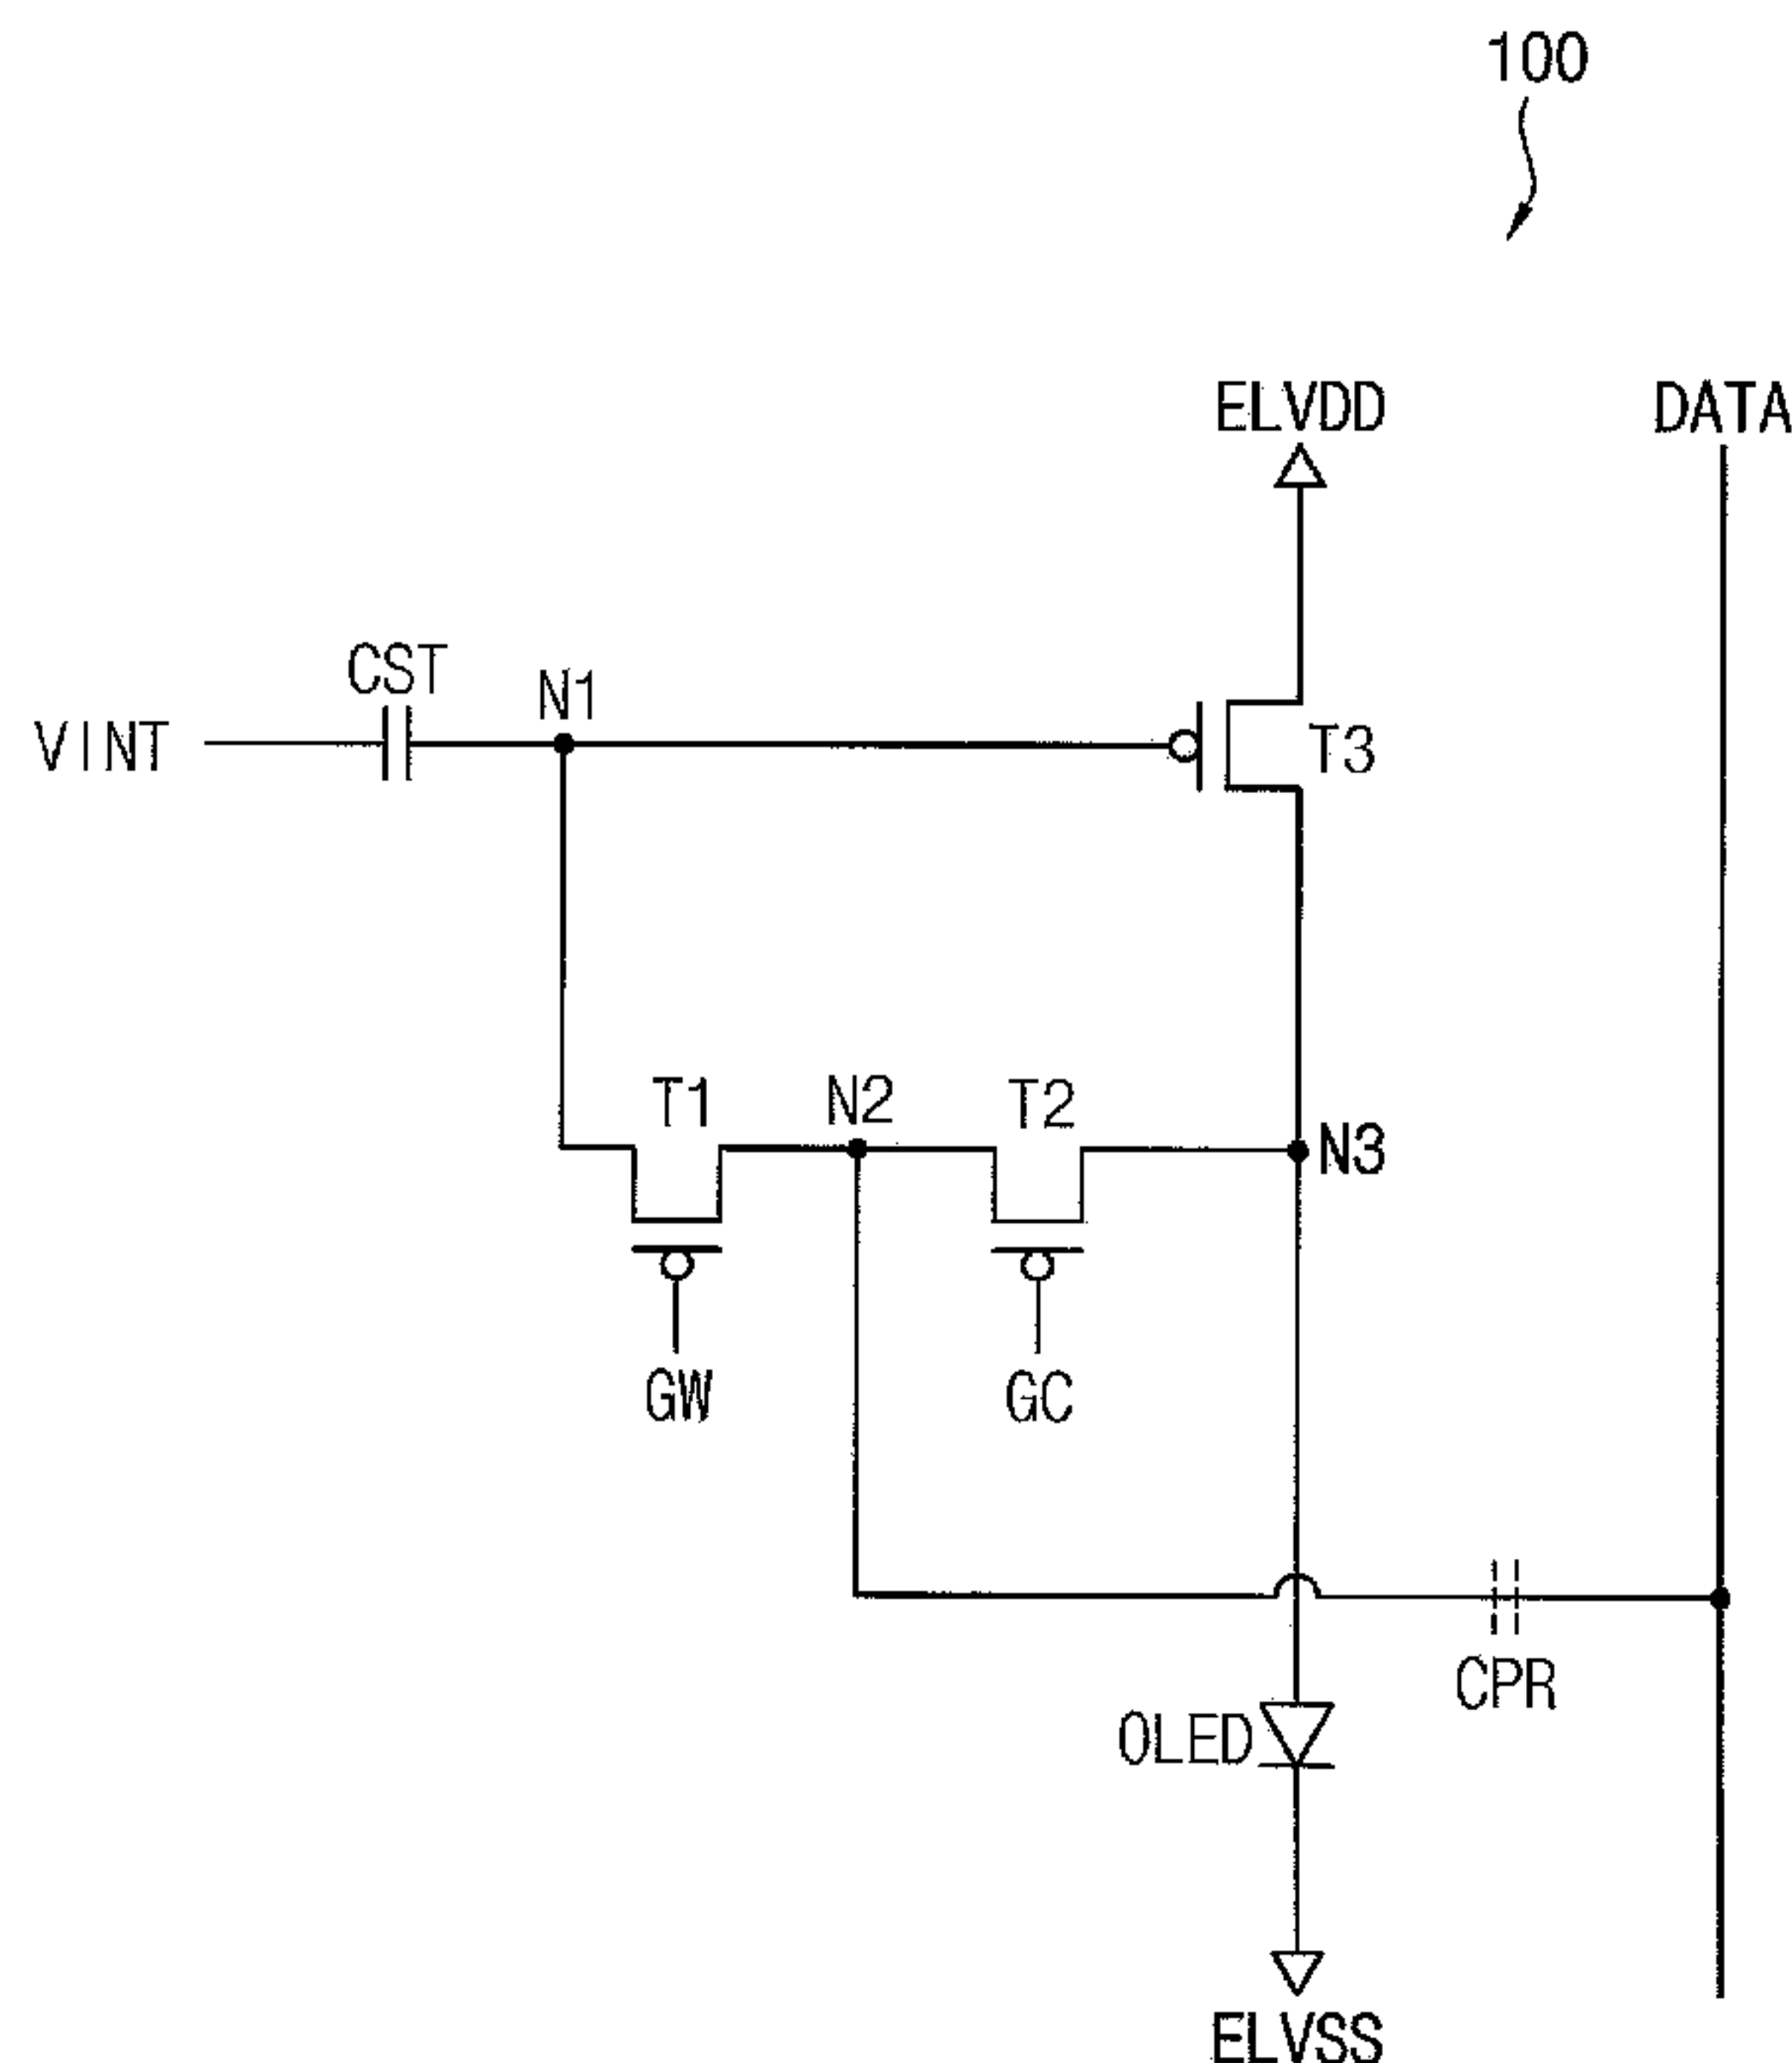 100
ELVDD
DATA
CST
N1
VINT
T3
T1
N2
T2
N3
GW
GC
CPR
OLED
ELVSS